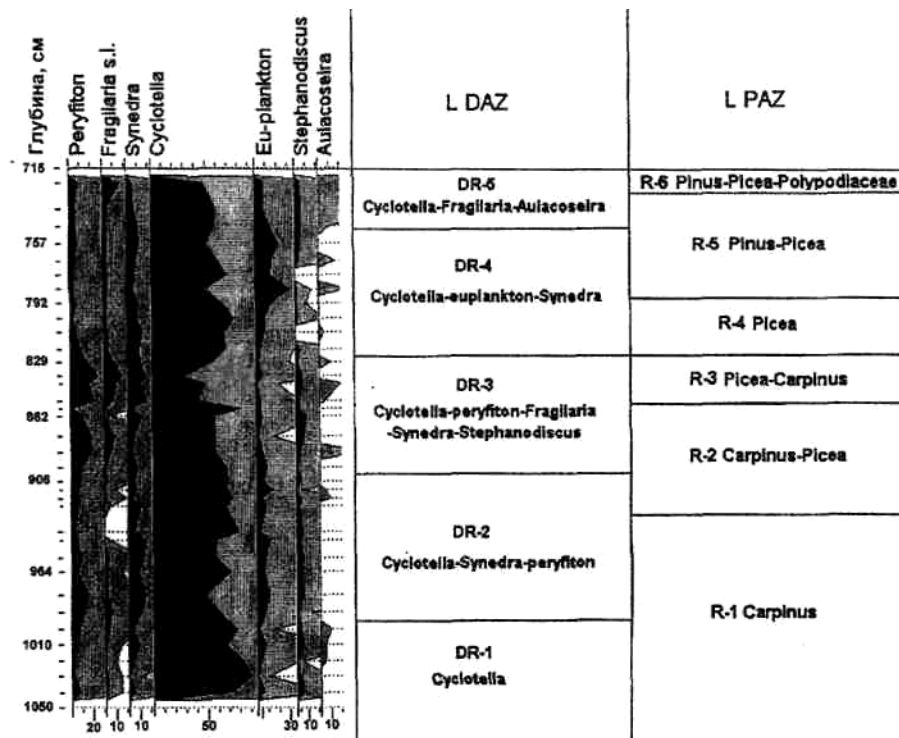 Глубина, см
Peryfiton
Fragilaria s.l.
Synedra
Cyclotella
Eu-plankton
Stephanodiscus
Aulacoseira
L DAZ
L PAZ
715
757
792
829
862
906
964
1010
1050
20
10
10
50
30
10
10
DR-5
Cyclotella-Fragilaria-Aulacoseira
DR-4
Cyclotella-euplankton-Synedra
DR-3
Cyclotella-peryfiton-Fragilaria
-Synedra-Stephanodiscus
DR-2
Cyclotella-Synedra-peryfiton
DR-1
Cyclotella
R-6 Pinus-Picea-Polypodiaceae
R-5 Pinus-Picea
R-4 Picea
R-3 Picea-Carpinus
R-2 Carpinus-Picea
R-1 Carpinus